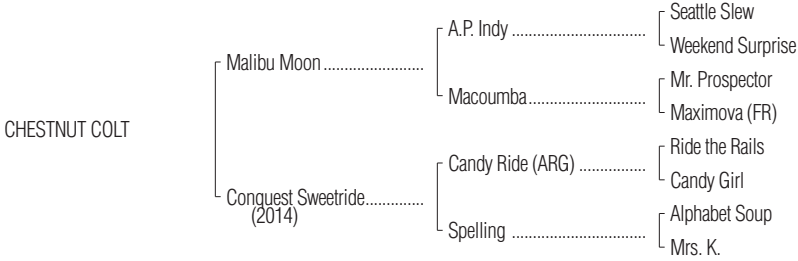 Seattle Slew
A.P. Indy ................................
Weekend Surprise
Malibu Moon ........................
Mr. Prospector
Macoumba............................
Maximova (FR)
CHESTNUT COLT
Ride the Rails
Candy Ride (ARG) ................
Candy Girl
Conquest Sweetride..............
(2014)
Alphabet Soup
Spelling ................................
Mrs. K.